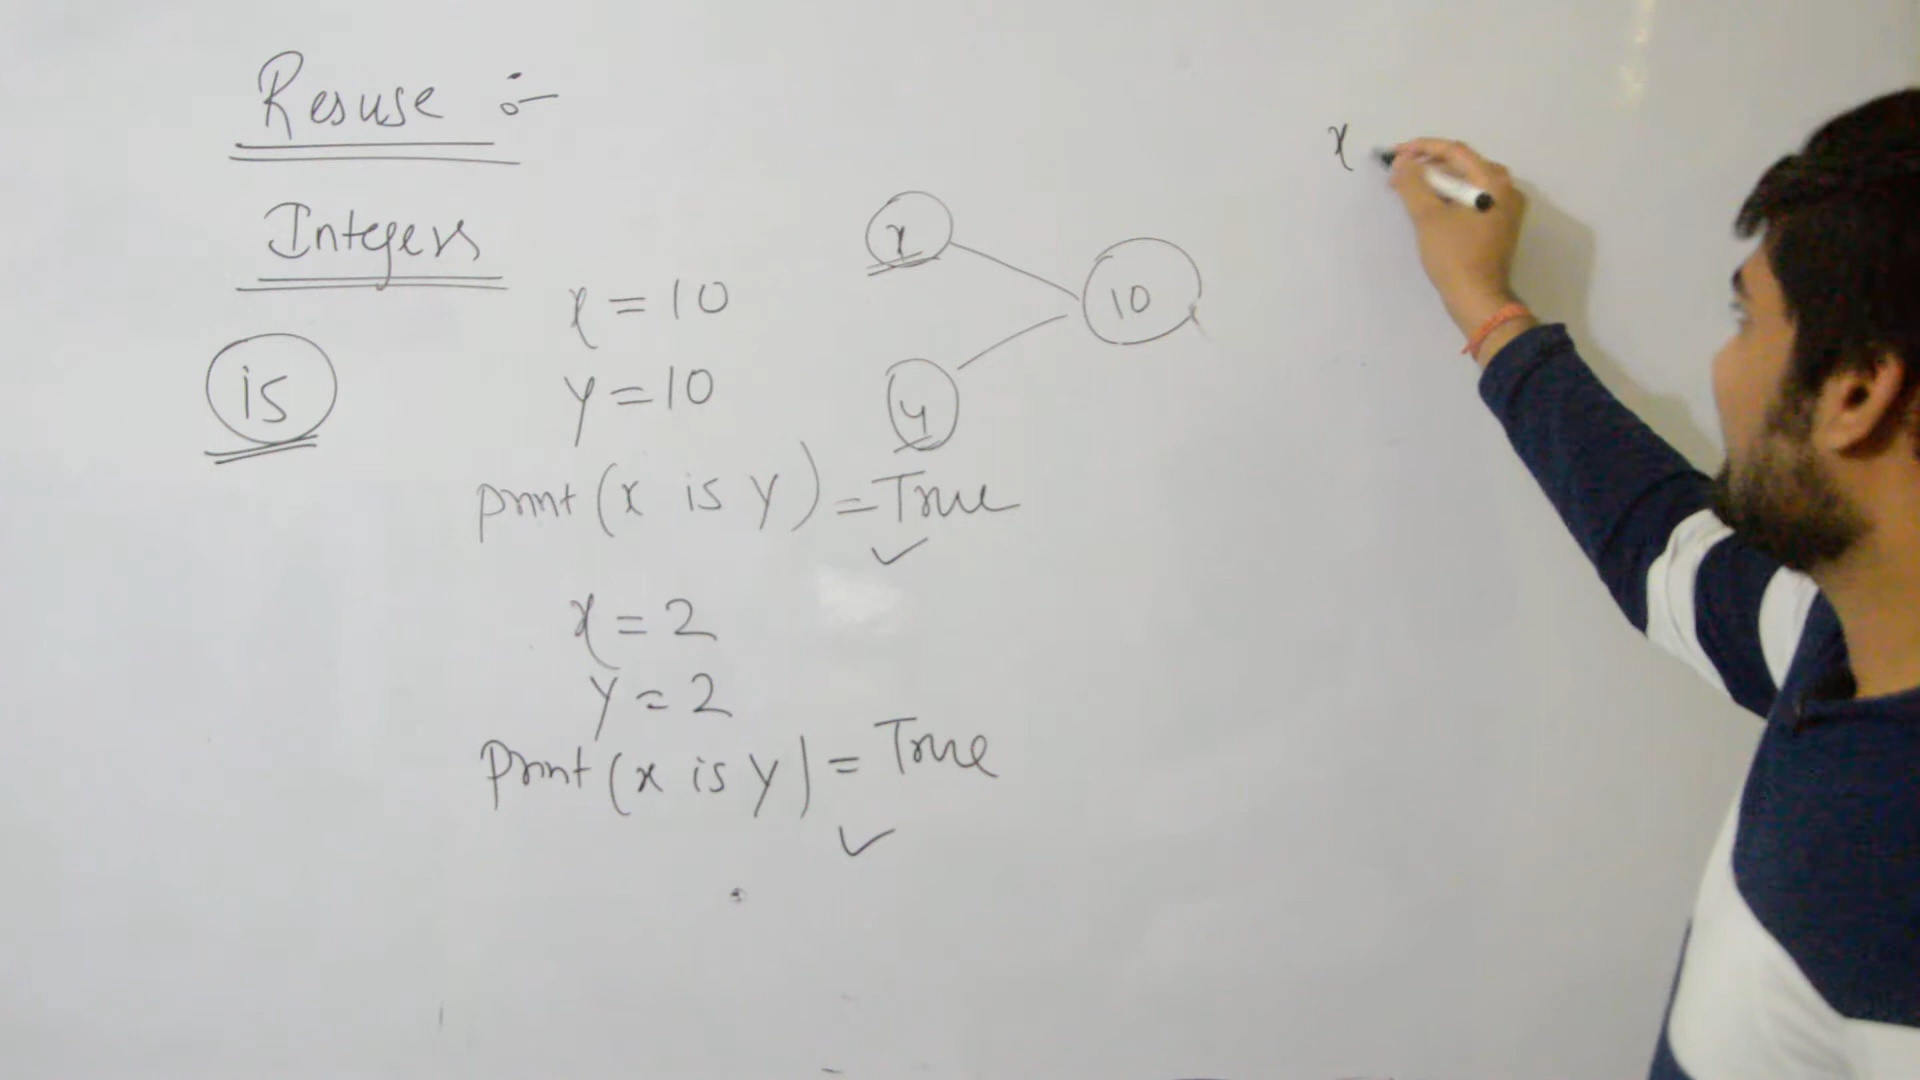 Resuse :-
Integers
is
x = 10
y = 10
print (x is y) = True
x = 2
y = 2
print (x is y) = True
x
10
y
x